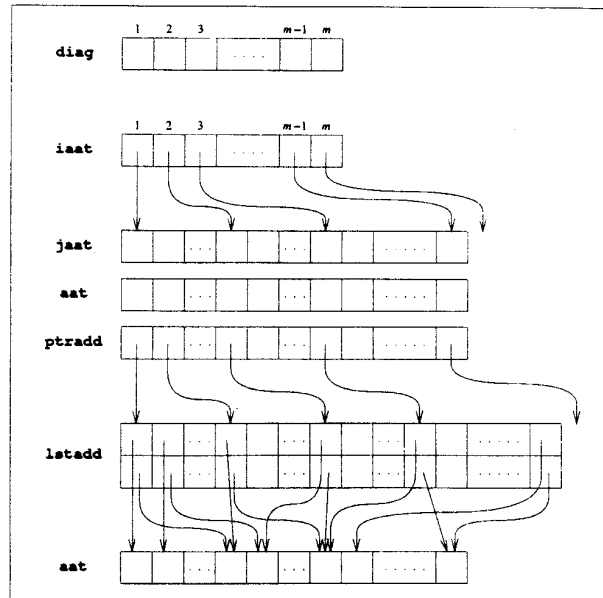 1 2 3 m-1 m
diag ....
1 2 3 m-1 m
iaat ....
jaat ... ... .....
aat ... ... .....
ptradd ... ... .....
lstadd ... ... ... .....
... ... ... .....
aat ... ... .....